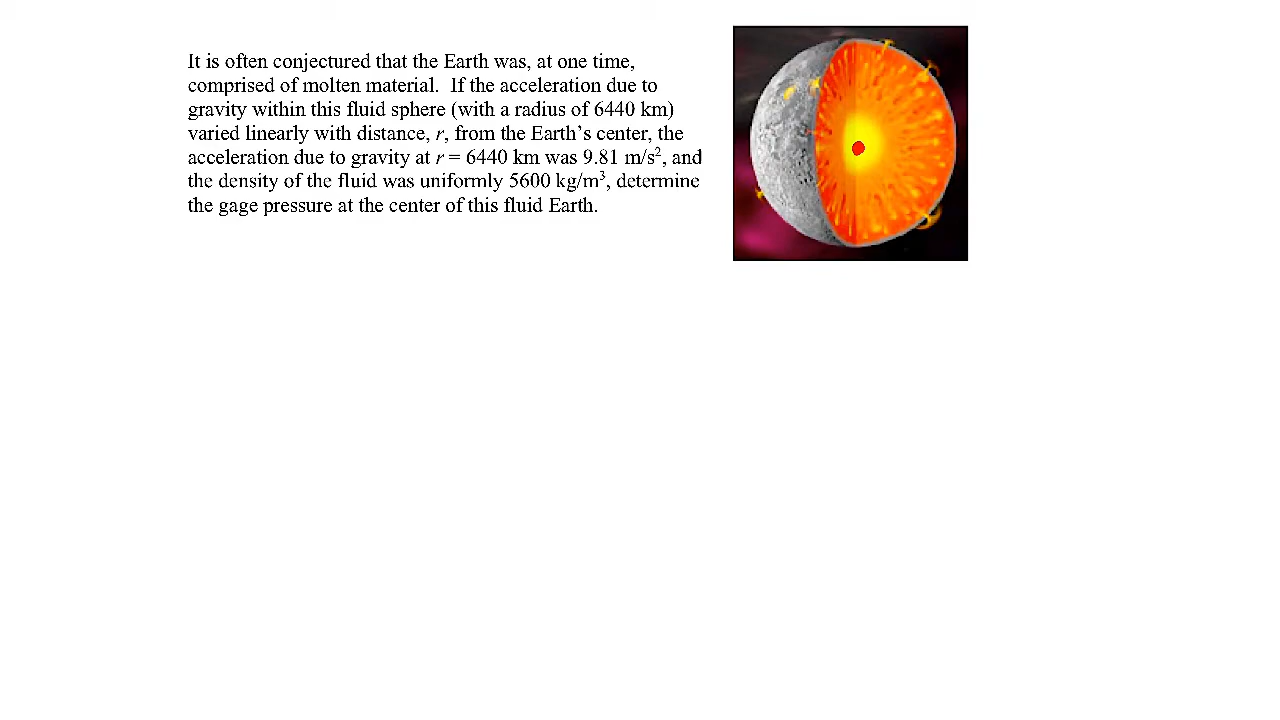 It is often conjectured that the Earth was, at one time,
comprised of molten material.  If the acceleration due to
gravity within this fluid sphere (with a radius of 6440 km)
varied linearly with distance, r, from the Earth’s center, the
acceleration due to gravity at r = 6440 km was 9.81 m/s², and
the density of the fluid was uniformly 5600 kg/m³, determine
the gage pressure at the center of this fluid Earth.